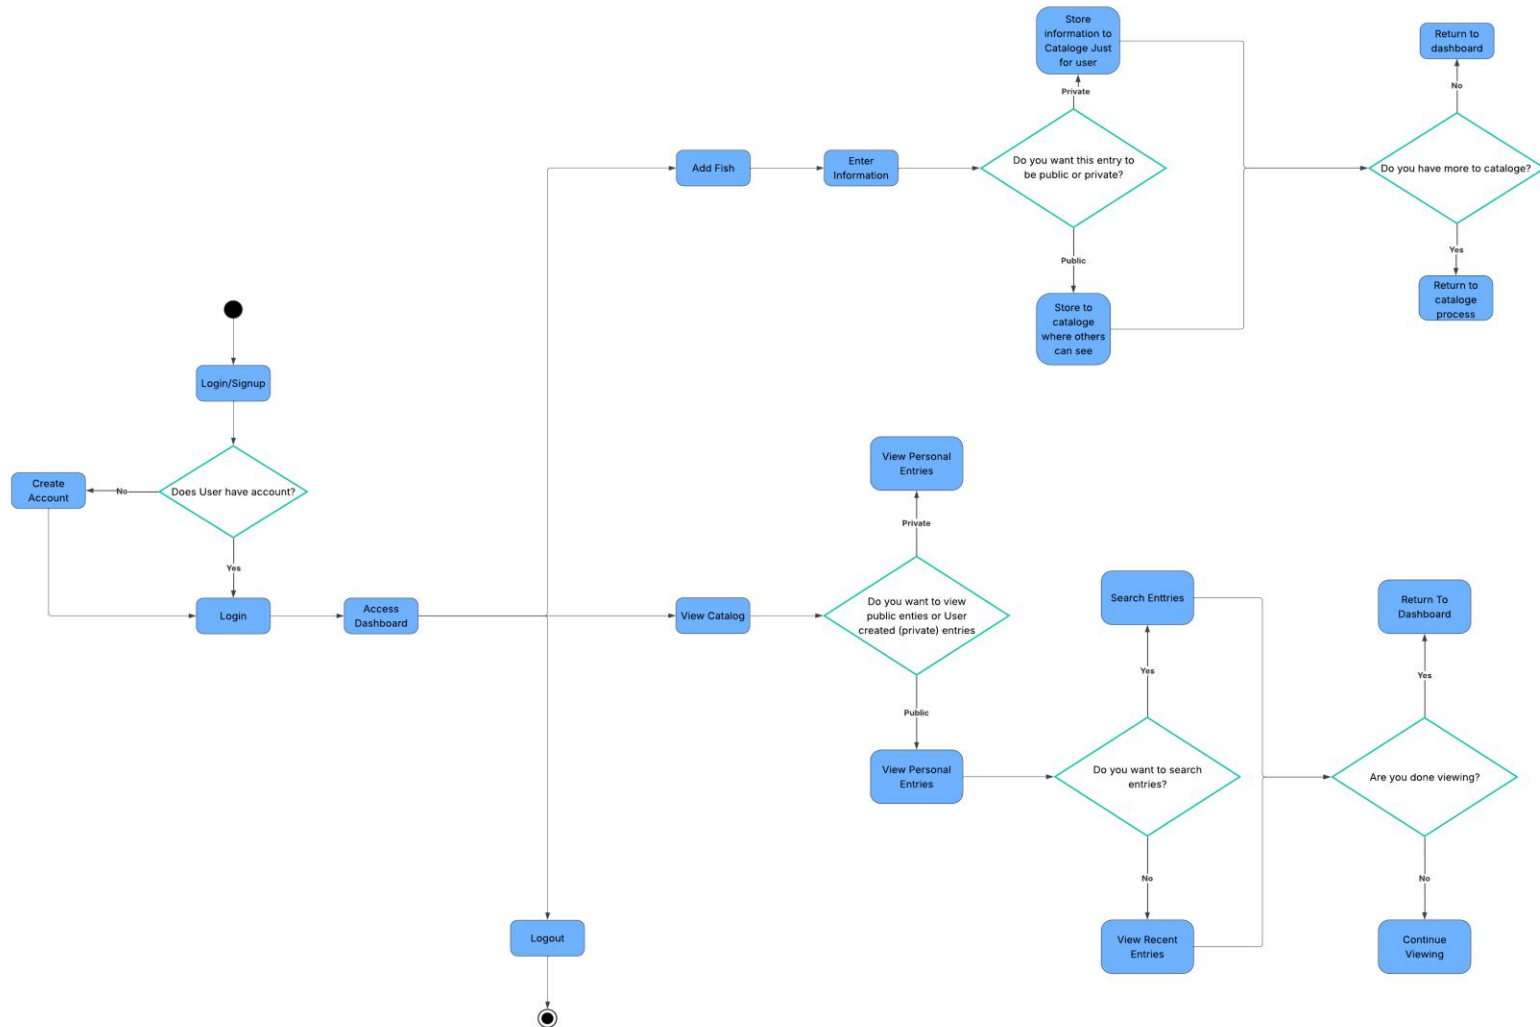 Store
information to
Cataloge Just
for user
Return to
dashboard
Private
No
Add Fish
Enter
Information
Do you want this entry to
be public or private?
Do you have more to cataloge?
Public
Yes
Return to
cataloge
process
Store to
cataloge
where others
can see
Login/Signup
Does User have account?
No
Create
Account
Yes
Login
Access
Dashboard
View Catalog
View Personal
Entries
Private
Do you want to view
public enties or User
created (private) entries
Public
View Personal
Entries
Search Enttries
Yes
Do you want to search
entries?
No
View Recent
Entries
Return To
Dashboard
Yes
Are you done viewing?
No
Continue
Viewing
Logout